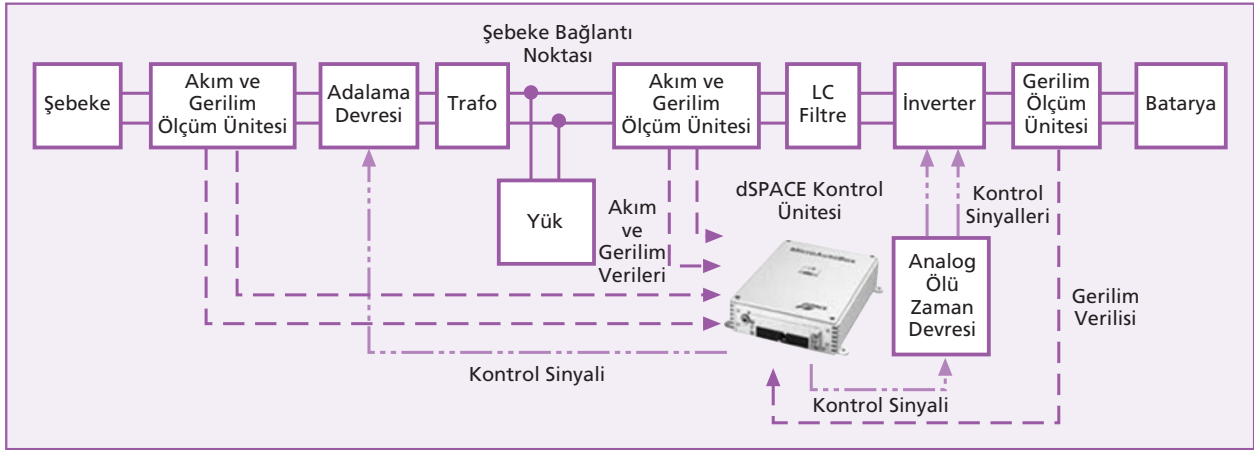 Şebeke Bağlantı
Noktası
Şebeke
Akım ve
Gerilim
Ölçüm Ünitesi
Adalama
Devresi
Trafo
Akım ve
Gerilim
Ölçüm Ünitesi
LC
Filtre
İnverter
Gerilim
Ölçüm
Ünitesi
Batarya
Yük
Akım
ve
Gerilim
Verileri
dSPACE Kontrol
Ünitesi
MicroAutoBox
Kontrol
Sinyalleri
Analog
Ölü
Zaman
Devresi
Gerilim
Verilisi
Kontrol Sinyali
Kontrol Sinyali